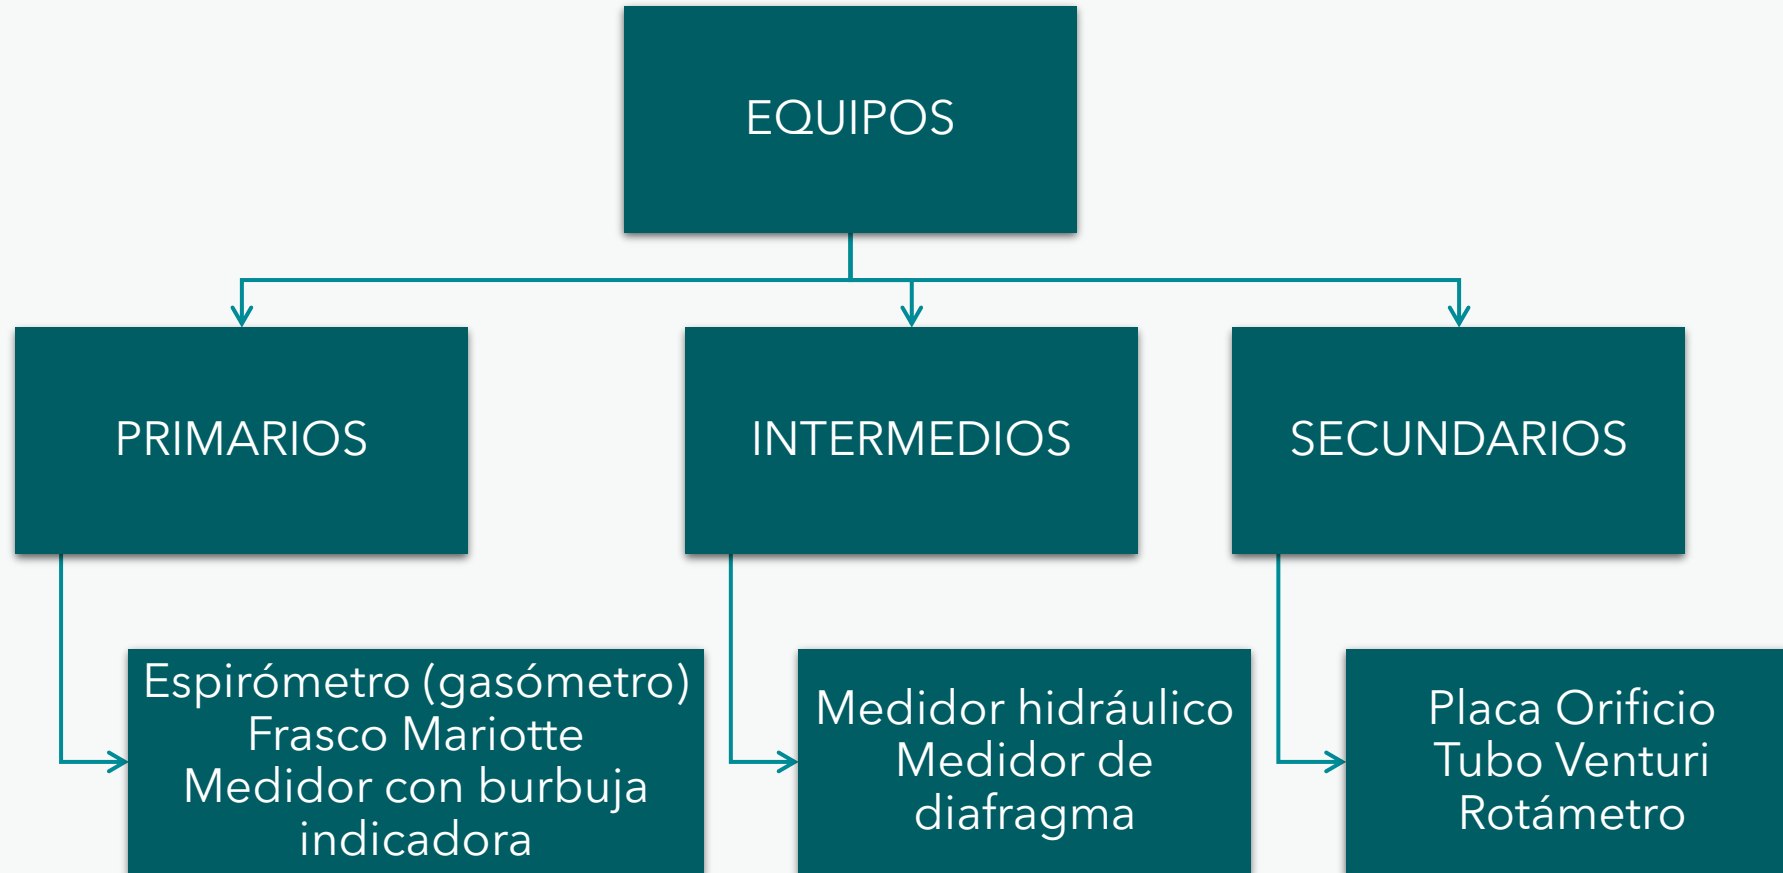 EQUIPOS
PRIMARIOS
INTERMEDIOS
SECUNDARIOS
Espirómetro (gasómetro)
Frasco Mariotte
Medidor con burbuja
indicadora
Medidor hidráulico
Medidor de
diafragma
Placa Orificio
Tubo Venturi
Rotámetro